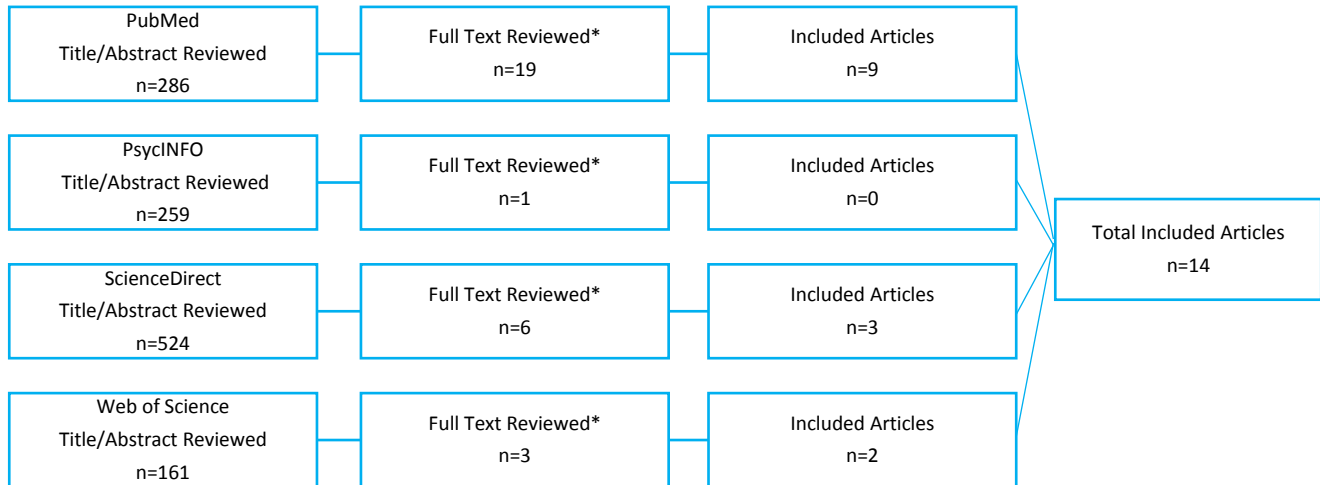 PubMed
Title/Abstract Reviewed
n=286
Full Text Reviewed*
n=19
Included Articles
n=9
PsycINFO
Title/Abstract Reviewed
n=259
Full Text Reviewed*
n=1
Included Articles
n=0
ScienceDirect
Title/Abstract Reviewed
n=524
Full Text Reviewed*
n=6
Included Articles
n=3
Web of Science
Title/Abstract Reviewed
n=161
Full Text Reviewed*
n=3
Included Articles
n=2
Total Included Articles
n=14